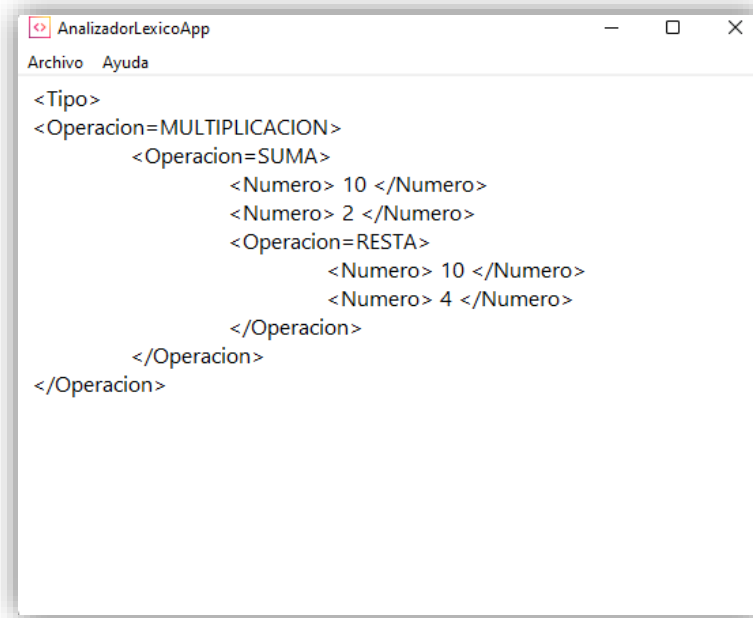 AnalizadorLexicoApp
Archivo Ayuda
<Tipo>
<Operacion=MULTIPLICACION>
<Operacion=SUMA>
<Numero> 10 </Numero>
<Numero> 2 </Numero>
<Operacion=RESTA>
<Numero> 10 </Numero>
<Numero> 4 </Numero>
</Operacion>
</Operacion>
</Operacion>